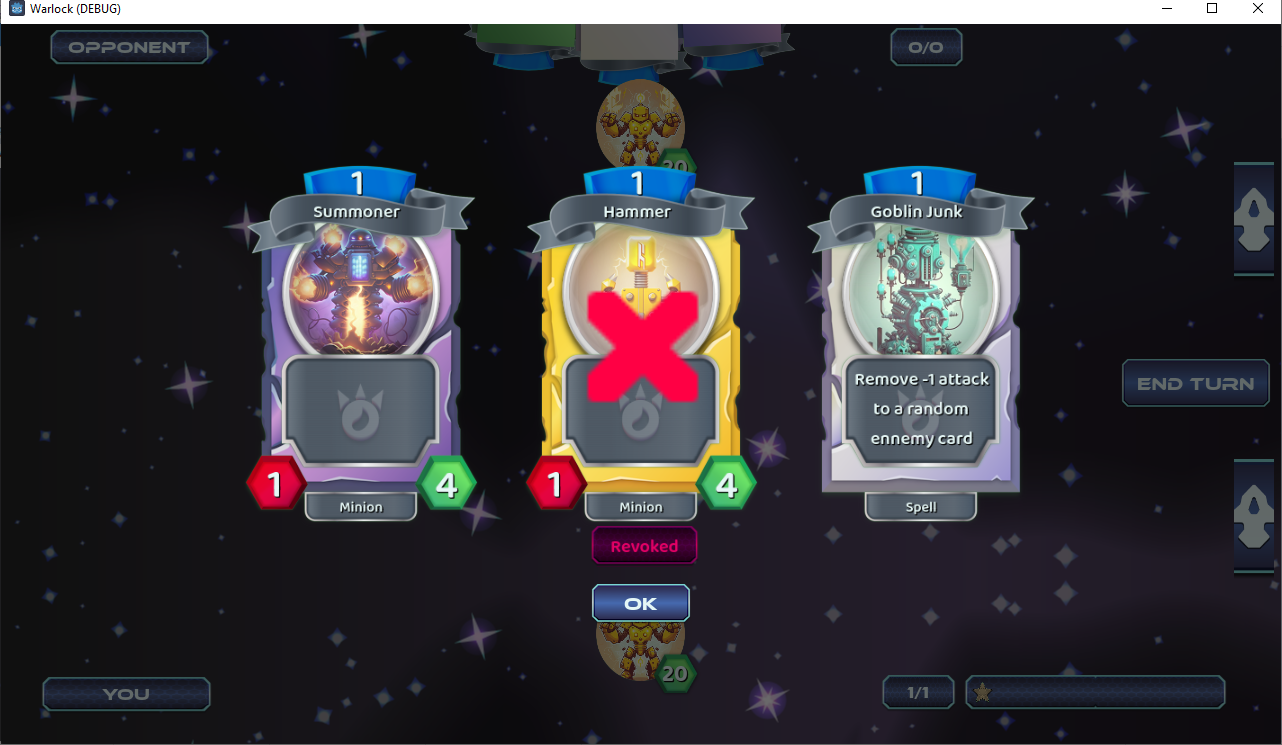 Warlock (DEBUG)
OPPONENT
0/0
20
1
Summoner
1
4
Minion
1
Hammer
1
4
Minion
Revoked
1
Goblin Junk
Remove -1 attack
to a random
ennemy card
Spell
END TURN
OK
20
YOU
1/1